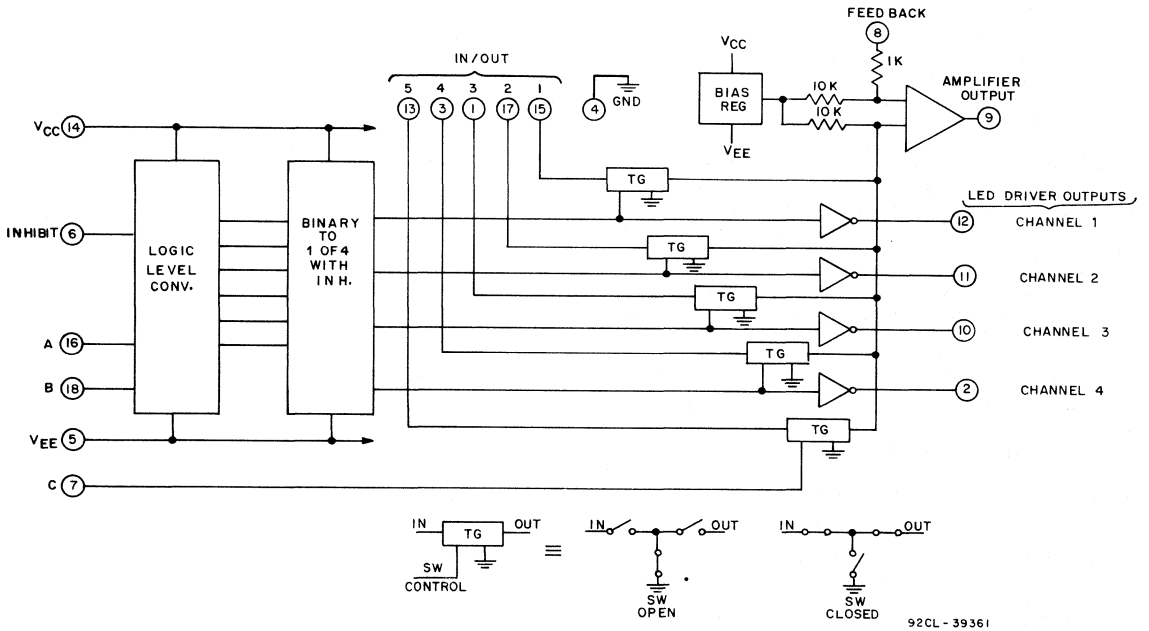 FEED BACK
8
1K
V_CC
IN/OUT
5 4 3 2 1
13 3 1 17 15
4 GND
BIAS
REG
10K
10K
AMPLIFIER
OUTPUT
9
V_EE
V_CC 14
TG
LED DRIVER OUTPUTS
INHIBIT 6
LOGIC
LEVEL
CONV.
BINARY
TO
1 OF 4
WITH
INH.
12 CHANNEL 1
TG
11 CHANNEL 2
TG
10 CHANNEL 3
A 16
TG
B 18
2 CHANNEL 4
V_EE 5
TG
C 7
IN TG OUT
SW
CONTROL
≡
IN OUT
SW
OPEN
IN OUT
SW
CLOSED
92CL-39361